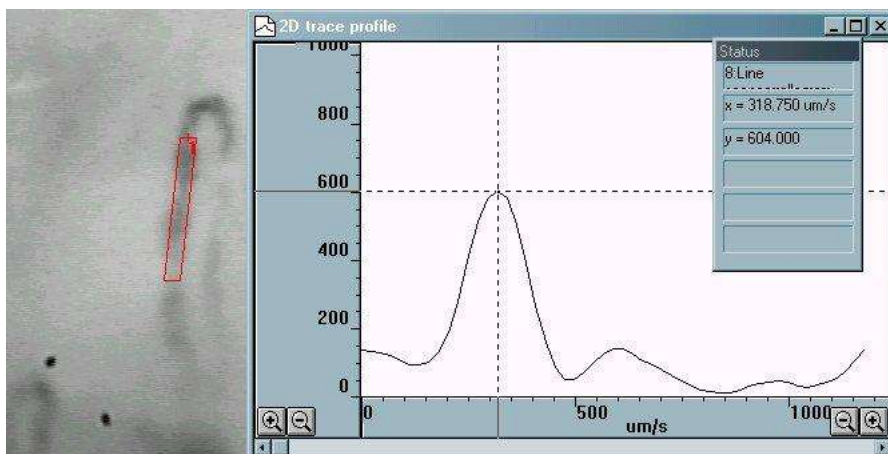 2D trace profile
1000
800
600
400
200
0
0
500
1000
um/s
Status
8:Line
x = 318.750 um/s
y = 604.000